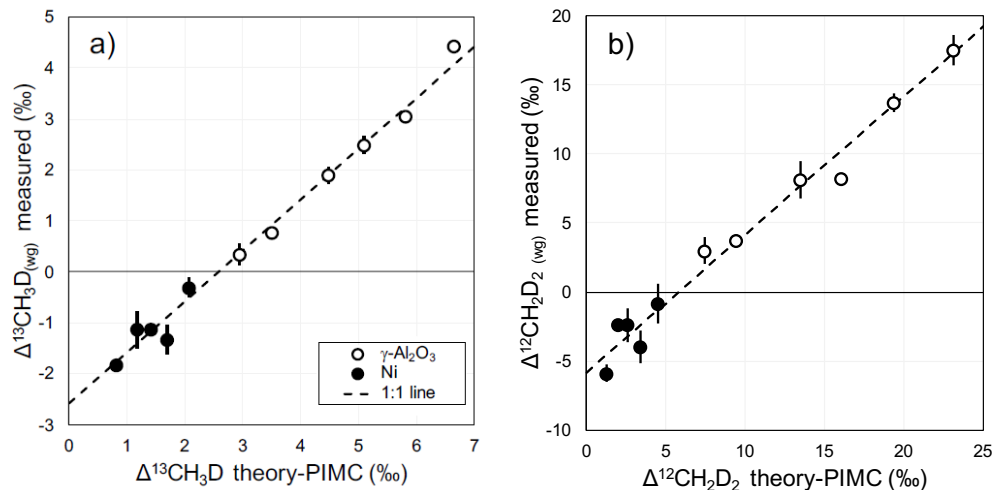 a)
5
4
3
2
1
0
-1
-2
-3
Δ¹³CH₃D(wg) measured (‰)
0 1 2 3 4 5 6 7
Δ¹³CH₃D theory-PIMC (‰)
γ-Al₂O₃
Ni
1:1 line
b)
20
15
10
5
0
-5
-10
Δ¹²CH₂D₂ (wg) measured (‰)
0 5 10 15 20 25
Δ¹²CH₂D₂ theory-PIMC (‰)